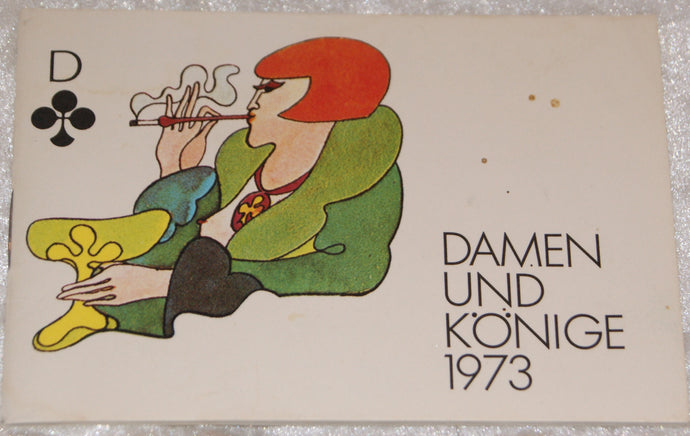 D
DAMEN
UND
KÖNIGE
1973